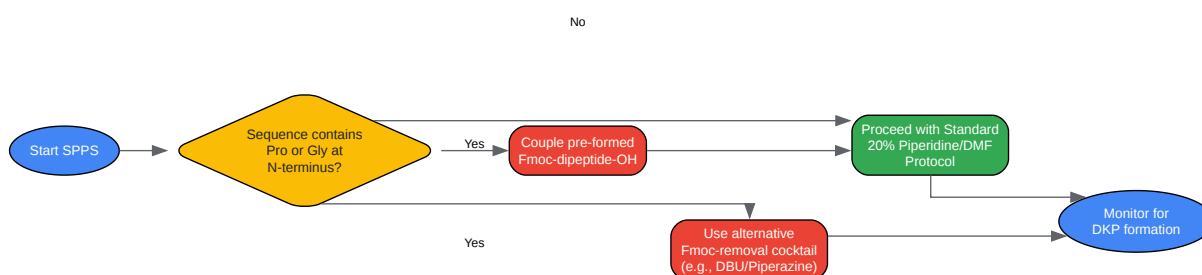 No
Start SPPS
Sequence contains
Pro or Gly at
N-terminus?
Yes
Couple pre-formed
Fmoc-dipeptide-OH
Proceed with Standard
20% Piperidine/DMF
Protocol
Yes
Use alternative
Fmoc-removal cocktail
(e.g., DBU/Piperazine)
Monitor for
DKP formation